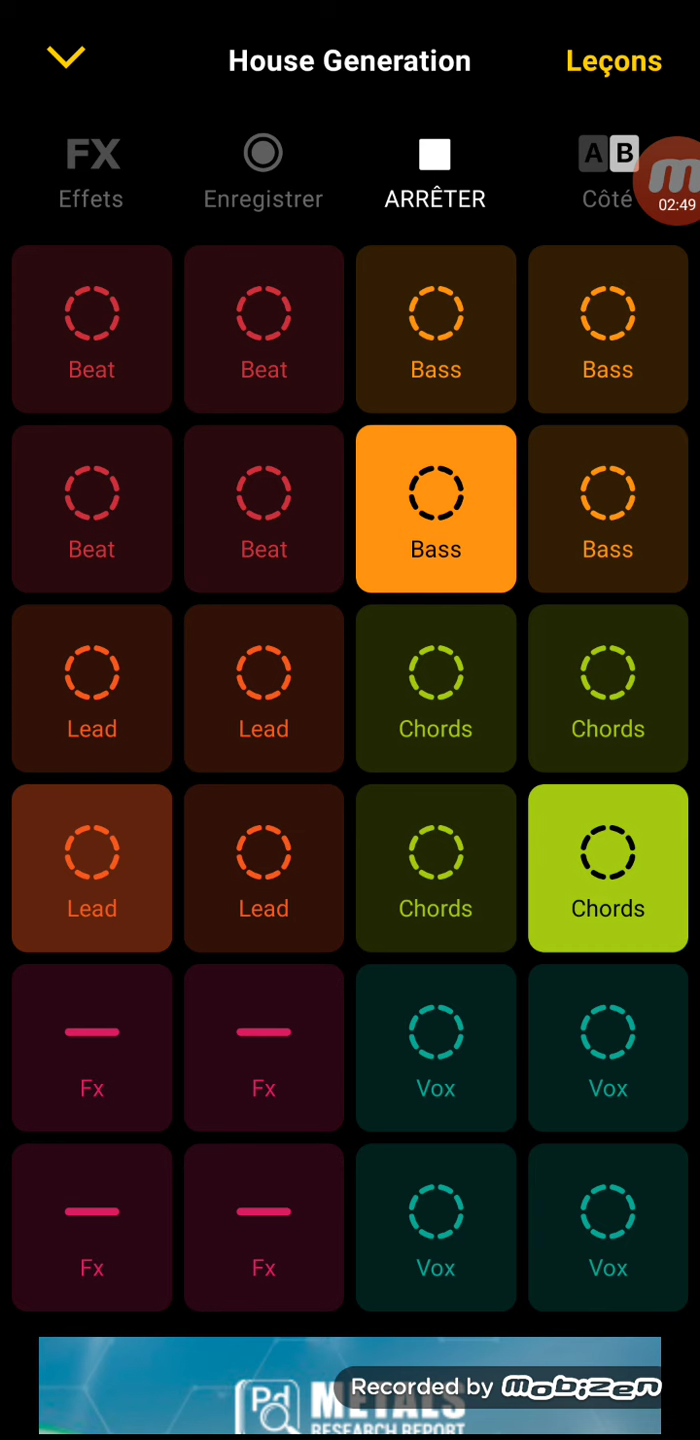 House Generation
Leçons
FX
A B
Effets
Enregistrer
ARRÊTER
Côté
02:49
Beat
Beat
Bass
Bass
Beat
Beat
Bass
Bass
Lead
Lead
Chords
Chords
Lead
Lead
Chords
Chords
Fx
Fx
Vox
Vox
Fx
Fx
Vox
Vox
Pd
METALS
RESEARCH REPORT
Recorded by mobizen